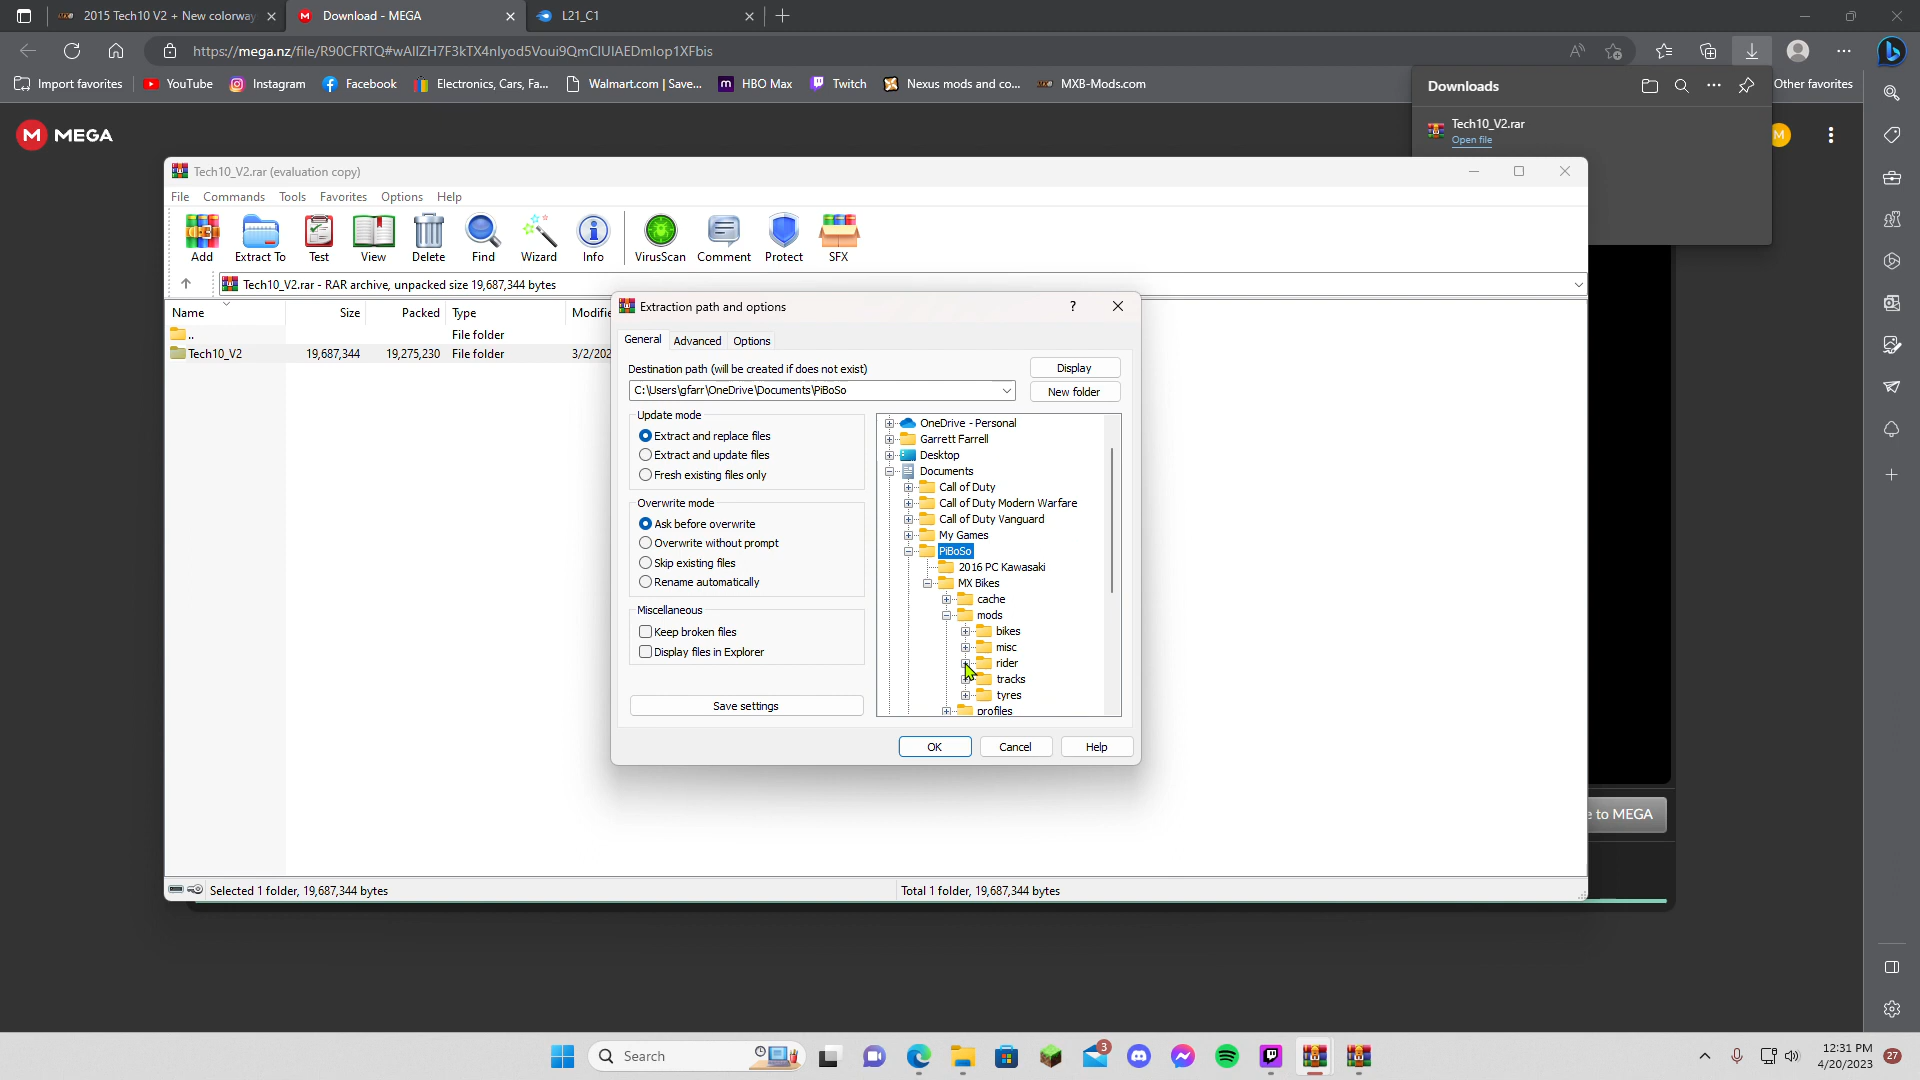 2015 Tech10 V2 + New colorway
Download - MEGA
L21_C1
https://mega.nz/file/R90CFRTQ#wAIlZH7F3kTX4nlyod5Voui9QmCIUIAEDmlop1XFbis
Import favorites
YouTube
Instagram
Facebook
Electronics, Cars, Fa...
Walmart.com | Save...
HBO Max
Twitch
Nexus mods and co...
MXB-Mods.com
Other favorites
Downloads
Tech10_V2.rar
Open file
MEGA
M
Tech10_V2.rar (evaluation copy)
File Commands Tools Favorites Options Help
Add Extract To Test View Delete Find Wizard Info VirusScan Comment Protect SFX
Tech10_V2.rar - RAR archive, unpacked size 19,687,344 bytes
Name Size Packed Type Modifie
.. File folder
Tech10_V2 19,687,344 19,275,230 File folder 3/2/202
Extraction path and options
General Advanced Options
Destination path (will be created if does not exist)
Display
C:\Users\gfarr\OneDrive\Documents\PiBoSo
New folder
Update mode
Extract and replace files
Extract and update files
Fresh existing files only
Overwrite mode
Ask before overwrite
Overwrite without prompt
Skip existing files
Rename automatically
Miscellaneous
Keep broken files
Display files in Explorer
Save settings
OneDrive - Personal
Garrett Farrell
Desktop
Documents
Call of Duty
Call of Duty Modern Warfare
Call of Duty Vanguard
My Games
PiBoSo
2016 PC Kawasaki
MX Bikes
cache
mods
bikes
misc
rider
tracks
tyres
profiles
OK Cancel Help
e to MEGA
Selected 1 folder, 19,687,344 bytes
Total 1 folder, 19,687,344 bytes
Search
3
12:31 PM
4/20/2023
27